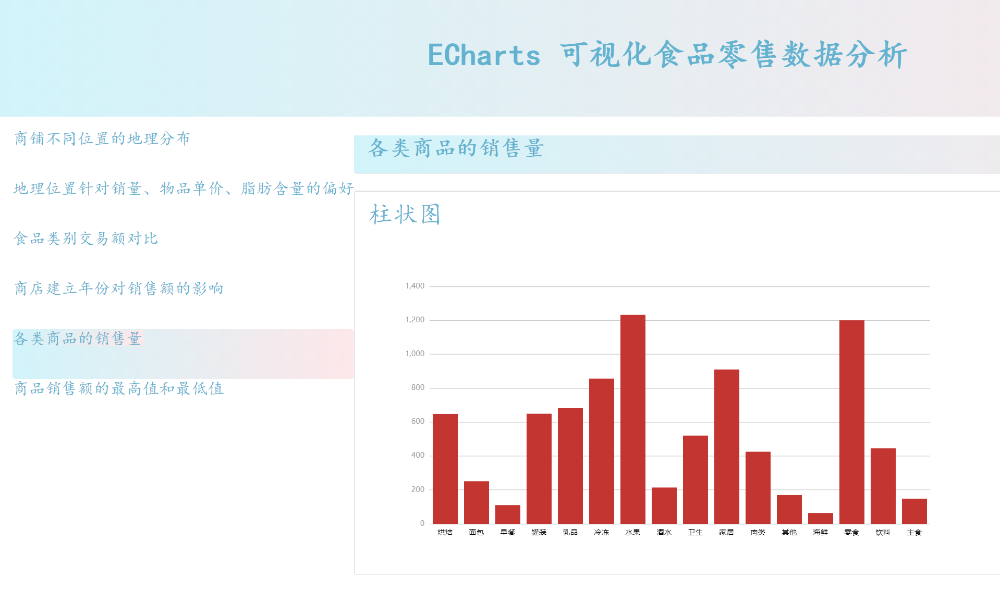 ECharts 可视化食品零售数据分析
商铺不同位置的地理分布
地理位置针对销量、物品单价、脂肪含量的偏好
食品类别交易额对比
商店建立年份对销售额的影响
各类商品的销售量
商品销售额的最高值和最低值
各类商品的销售量
柱状图
1,400
1,200
1,000
800
600
400
200
0
烘焙 面包 早餐 罐装 乳品 冷冻 水果 酒水 卫生 家居 肉类 其他 海鲜 零食 饮料 主食